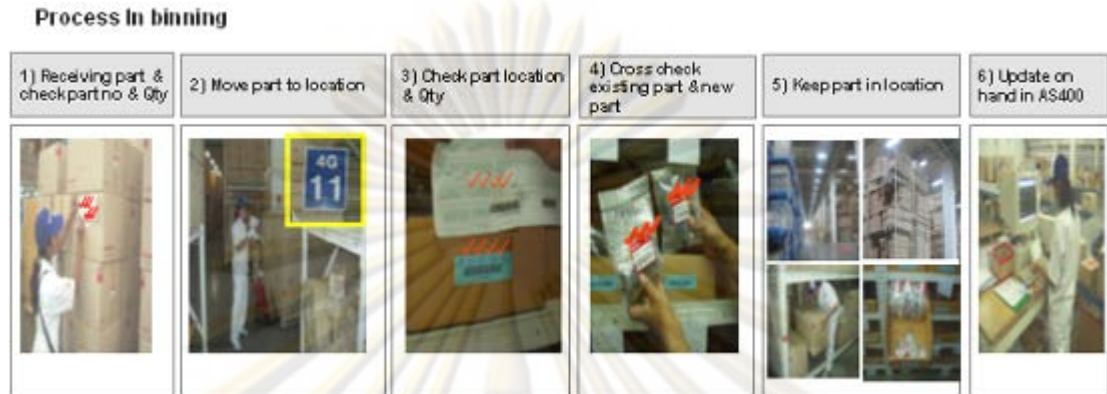 Process In binning
1) Receiving part &
check part no & Qty
2) Move part to location
3) Check part location
& Qty
4) Cross check
existing part & new
part
5) Keep part in location
6) Update on
hand in AS400
4G
11